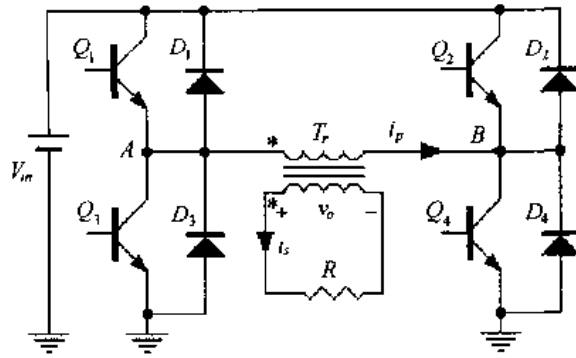 Q1
D1
Q2
D2
A
*
Tr
ip
B
Vin
Q3
D3
*
+
vo
−
Q4
D4
is
R